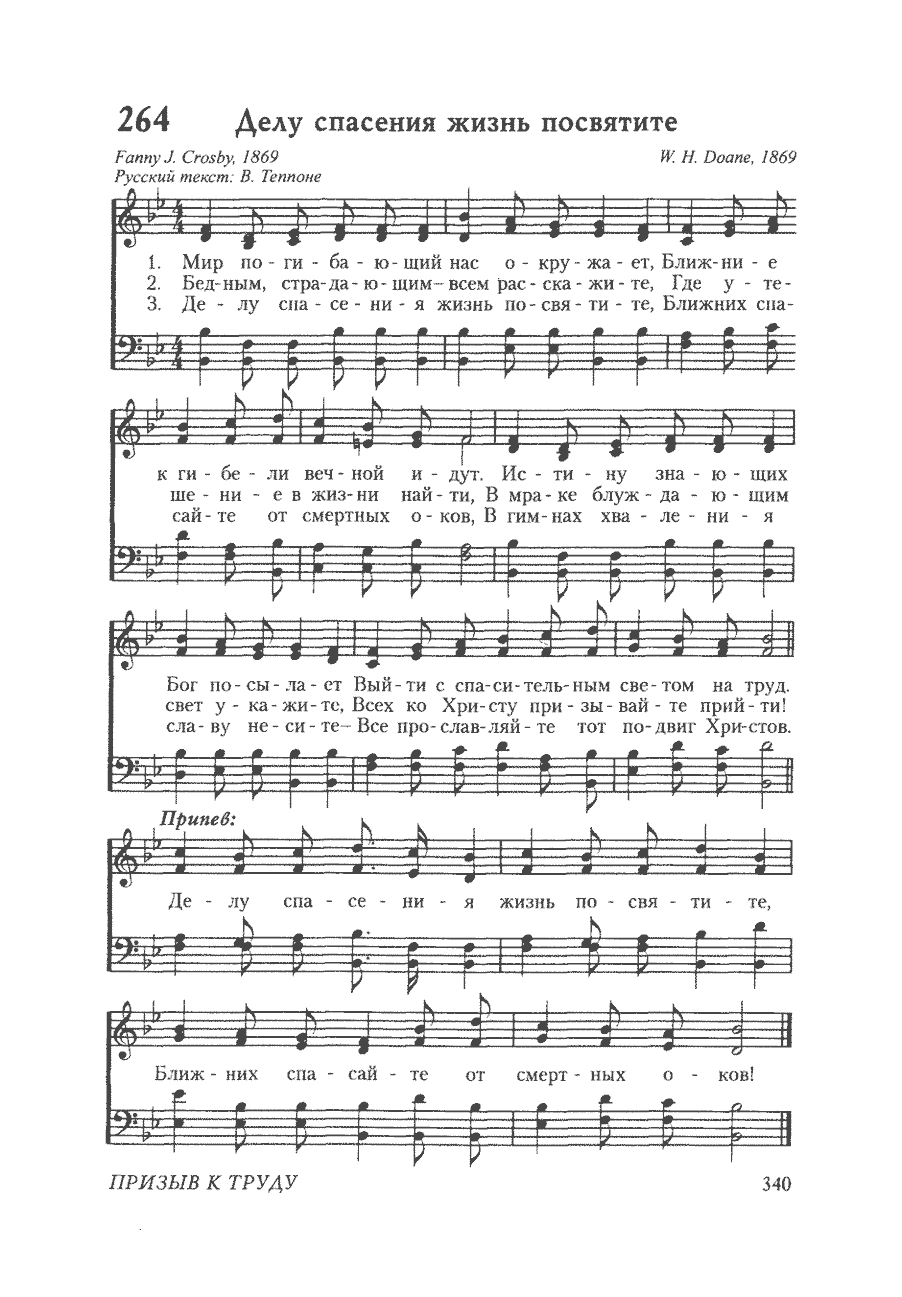 264 Делу спасения жизнь посвятите
Fanny J. Crosby, 1869 W. H. Doane, 1869
Русский текст: В. Теппоне
1. Мир по - ги - ба - ю - щий нас о - кру - жа - ет, Ближ - ни - е
2. Бед - ным, стра - да - ю - щим – всем рас - ска - жи - те, Где у - те -
3. Де - лу спа - се - ни - я жизнь по - свя - ти - те, Ближних спа -
к ги - бе - ли веч - ной и - дут. Ис - ти - ну зна - ю - щих
ше - ни - е в жиз - ни най - ти, В мра - ке блуж - да - ю - щим
сай - те от смертных о - ков, В гим - нах хва - ле - ни - я
Бог по - сы - ла - ет Вый - ти с спа - си - тель - ным све - том на труд.
свет у - ка - жи - те, Всех ко Хри - сту при - зы - вай - те прий - ти!
сла - ву не - си - те – Все про - слав - ляй - те тот по - двиг Хри - стов.
Припев:
Де - лу спа - се - ни - я жизнь по - свя - ти - те,
Ближ - них спа - сай - те от смерт - ных о - ков!
ПРИЗЫВ К ТРУДУ 340